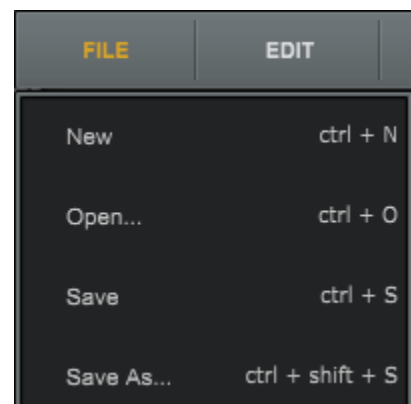 FILE EDIT
New ctrl + N
Open... ctrl + O
Save ctrl + S
Save As... ctrl + shift + S